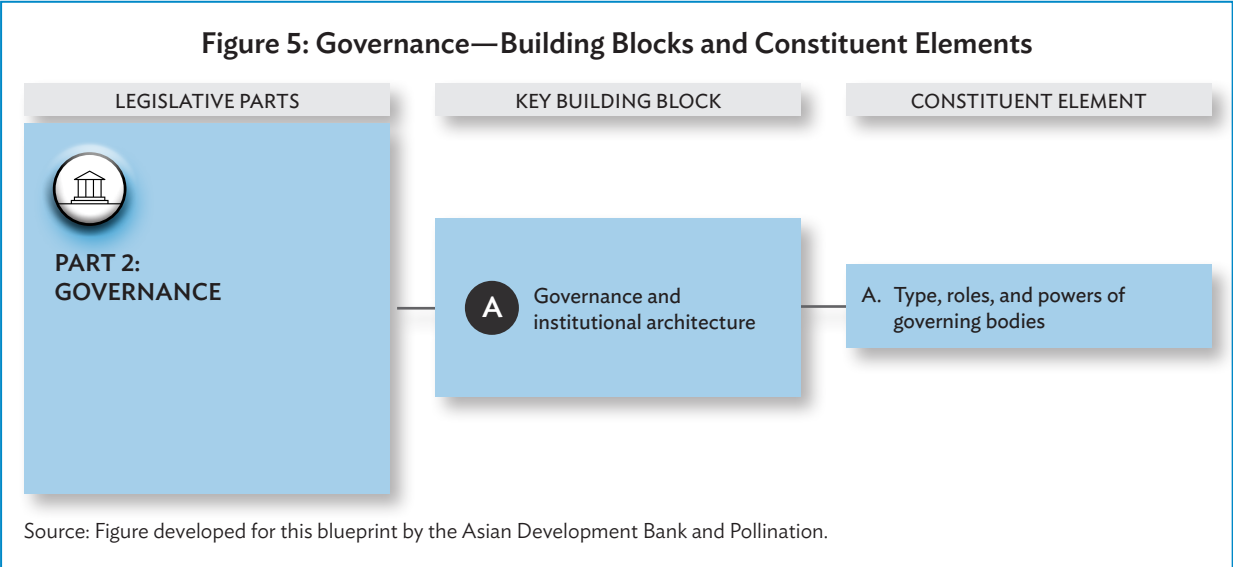 Figure 5: Governance—Building Blocks and Constituent Elements
LEGISLATIVE PARTS
KEY BUILDING BLOCK
CONSTITUENT ELEMENT
PART 2:
GOVERNANCE
A
Governance and
institutional architecture
A. Type, roles, and powers of
governing bodies
Source: Figure developed for this blueprint by the Asian Development Bank and Pollination.